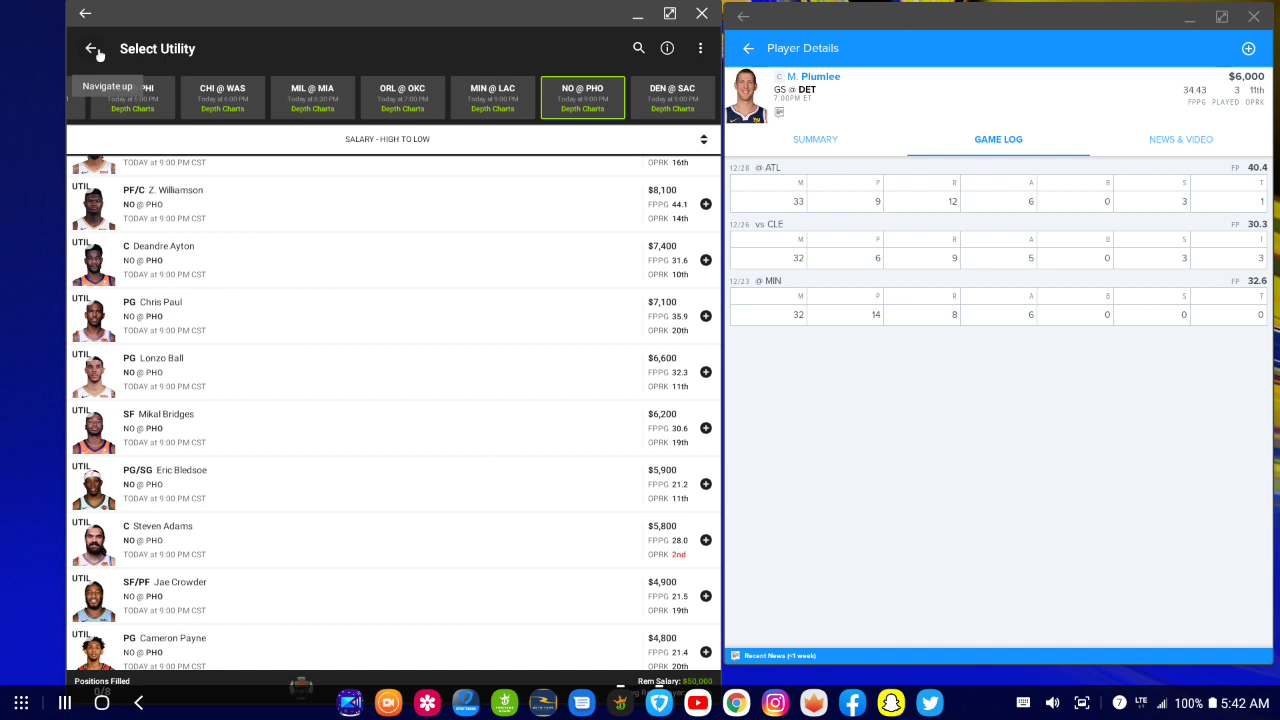 Select Utility
Navigate up
PHI
Today at 6:00 PM
Depth Charts
CHI @ WAS
Today at 6:00 PM
Depth Charts
MIL @ MIA
Today at 6:30 PM
Depth Charts
ORL @ OKC
Today at 7:00 PM
Depth Charts
MIN @ LAC
Today at 9:00 PM
Depth Charts
NO @ PHO
Today at 9:00 PM
Depth Charts
DEN @ SAC
Today at 9:00 PM
Depth Charts
SALARY - HIGH TO LOW
TODAY at 9:00 PM CST
OPRK 16th
UTIL
PF/C Z. Williamson
NO @ PHO
TODAY at 9:00 PM CST
$8,100
FPPG 44.1
OPRK 14th
UTIL
C Deandre Ayton
NO @ PHO
TODAY at 9:00 PM CST
$7,400
FPPG 31.6
OPRK 10th
UTIL
PG Chris Paul
NO @ PHO
TODAY at 9:00 PM CST
$7,100
FPPG 35.9
OPRK 20th
UTIL
PG Lonzo Ball
NO @ PHO
TODAY at 9:00 PM CST
$6,600
FPPG 32.3
OPRK 11th
UTIL
SF Mikal Bridges
NO @ PHO
TODAY at 9:00 PM CST
$6,200
FPPG 30.6
OPRK 19th
UTIL
PG/SG Eric Bledsoe
NO @ PHO
TODAY at 9:00 PM CST
$5,900
FPPG 21.2
OPRK 11th
UTIL
C Steven Adams
NO @ PHO
TODAY at 9:00 PM CST
$5,800
FPPG 28.0
OPRK 2nd
UTIL
SF/PF Jae Crowder
NO @ PHO
TODAY at 9:00 PM CST
$4,900
FPPG 21.5
OPRK 19th
UTIL
PG Cameron Payne
NO @ PHO
TODAY at 9:00 PM CST
$4,800
FPPG 21.4
OPRK 20th
Positions Filled
0/8
Rem Salary: $50,000
Player Details
C M. Plumlee
GS @ DET
7:00PM ET
$6,000
34.43 3 11th
FPPG PLAYED OPRK
SUMMARY GAME LOG NEWS & VIDEO
12/28 @ ATL FP 40.4
M P R A B S T
33 9 12 6 0 3 1
12/26 vs CLE FP 30.3
M P R A B S T
32 6 9 5 0 3 3
12/23 @ MIN FP 32.6
M P R A B S T
32 14 8 6 0 0 0
Recent News (<1 week)
7 LTE 100% 5:42 AM